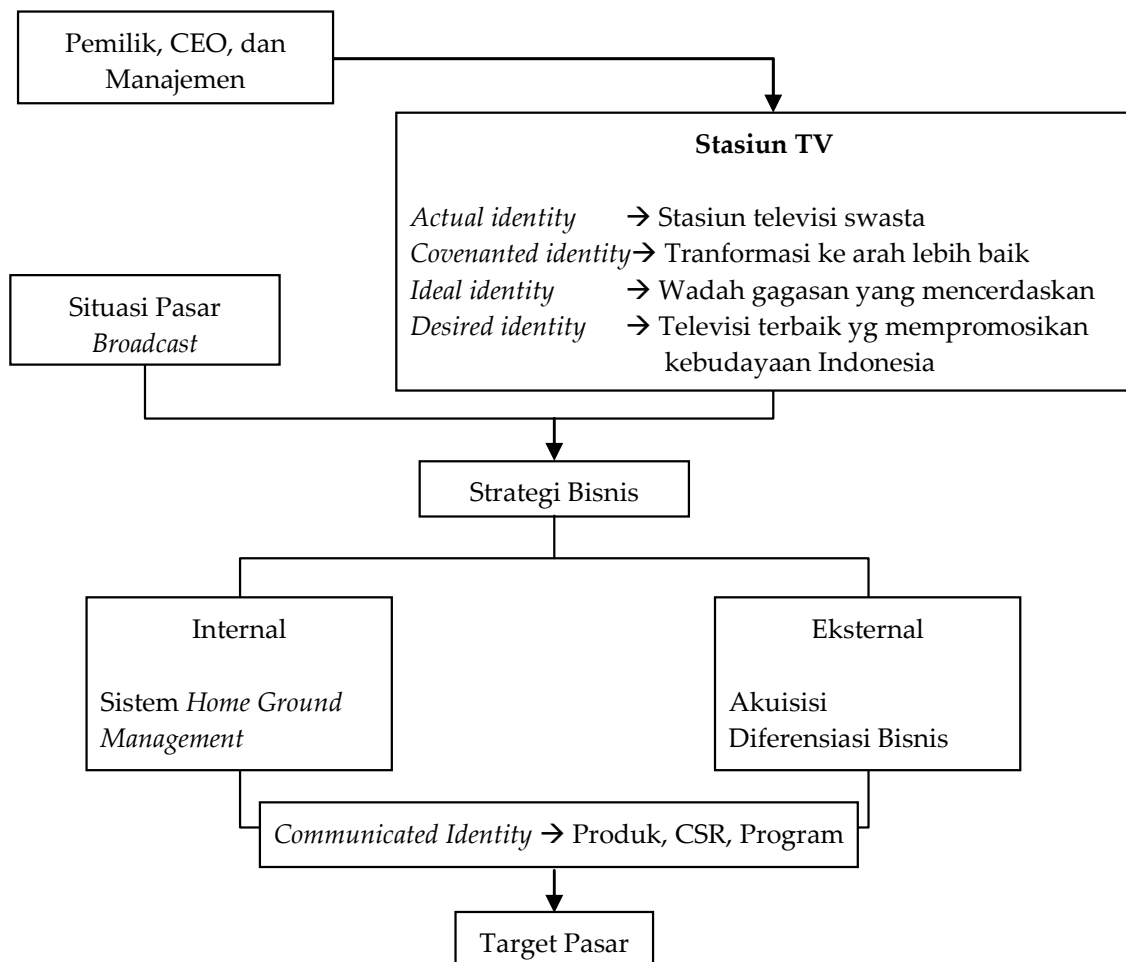 Pemilik, CEO, dan
Manajemen
Stasiun TV
Actual identity → Stasiun televisi swasta
Covenanted identity → Tranformasi ke arah lebih baik
Ideal identity → Wadah gagasan yang mencerdaskan
Desired identity → Televisi terbaik yg mempromosikan
kebudayaan Indonesia
Situasi Pasar
Broadcast
Strategi Bisnis
Internal
Sistem Home Ground
Management
Eksternal
Akuisisi
Diferensiasi Bisnis
Communicated Identity → Produk, CSR, Program
Target Pasar